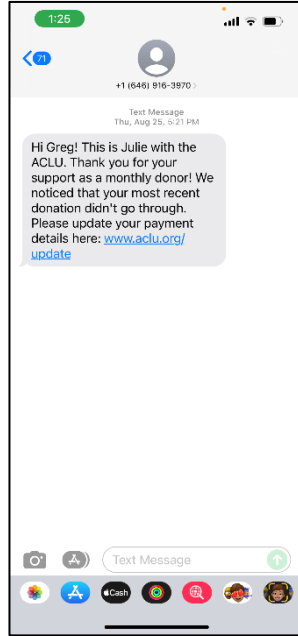 1:25
71
+1 (646) 916-3970
Text Message
Thu, Aug 25, 5:21 PM
Hi Greg! This is Julie with the
ACLU. Thank you for your
support as a monthly donor! We
noticed that your most recent
donation didn't go through.
Please update your payment
details here: www.aclu.org/
update
Text Message
Cash